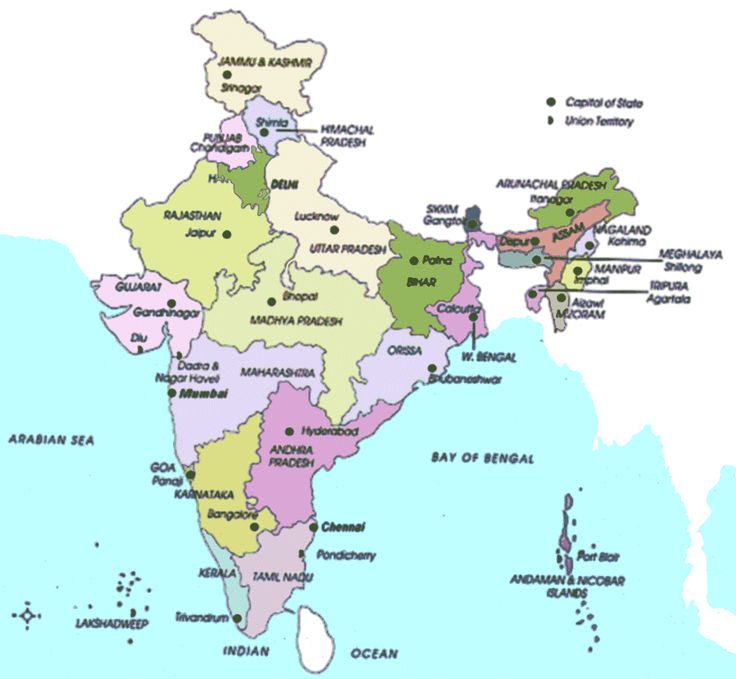 JAMMU & KASHMIR
Srinagar
Capital of State
Union Territory
Shimla
HIMACHAL
PRADESH
PUNJAB
Chandigarh
DELHI
ARUNACHAL PRADESH
Itanagar
SIKKIM
Gangtok
RAJASTHAN
Jaipur
Lucknow
UTTAR PRADESH
Dispur
ASSAM
NAGALAND
Kohima
MEGHALAYA
Shillong
Patna
BIHAR
MANIPUR
Imphal
TRIPURA
Agartala
GUJARAT
Gandhinagar
Bhopal
MADHYA PRADESH
Calcutta
Aizawl
MIZORAM
Diu
ORISSA
W. BENGAL
Dadra &
Nagar Haveli
MAHARASHTRA
Bhubaneshwar
Mumbai
Hyderabad
ARABIAN SEA
ANDHRA
PRADESH
BAY OF BENGAL
GOA
Panaji
KARNATAKA
Bangalore
Chennai
Pondicherry
Port Blair
KERALA
TAMIL NADU
ANDAMAN & NICOBAR
ISLANDS
LAKSHADWEEP
Trivandrum
INDIAN
OCEAN